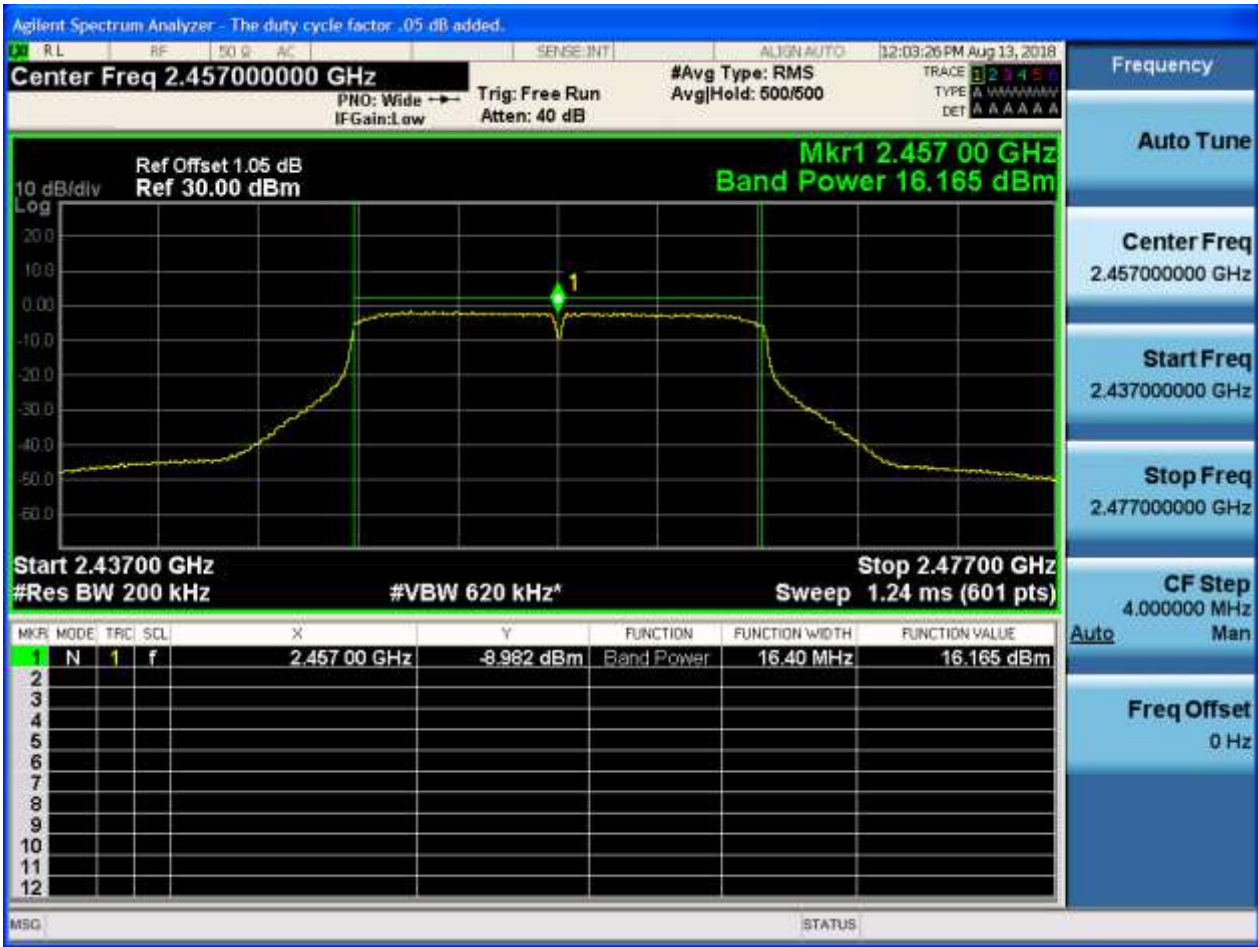 Agilent Spectrum Analyzer - The duty cycle factor .05 dB added.
RL RF 50 Ω AC SENSE:INT ALIGN AUTO 12:03:26 PM Aug 13, 2018
Center Freq 2.457000000 GHz
PNO: Wide
IFGain:Low
Trig: Free Run
Atten: 40 dB
#Avg Type: RMS
Avg|Hold: 500/500
TRACE 1 2 3 4 5 6
TYPE A WWWWW
DET A A A A A A
Frequency
Auto Tune
Center Freq
2.457000000 GHz
Start Freq
2.437000000 GHz
Stop Freq
2.477000000 GHz
CF Step
4.000000 MHz
Auto Man
Freq Offset
0 Hz
Mkr1 2.457 00 GHz
Band Power 16.165 dBm
Ref Offset 1.05 dB
10 dB/div Ref 30.00 dBm
Log
20.0
10.0
0.00
-10.0
-20.0
-30.0
-40.0
-50.0
-60.0
1
Start 2.43700 GHz Stop 2.47700 GHz
#Res BW 200 kHz #VBW 620 kHz* Sweep 1.24 ms (601 pts)
MKR MODE TRC SCL X Y FUNCTION FUNCTION WIDTH FUNCTION VALUE
1 N 1 f 2.457 00 GHz -8.982 dBm Band Power 16.40 MHz 16.165 dBm
2
3
4
5
6
7
8
9
10
11
12
MSG STATUS